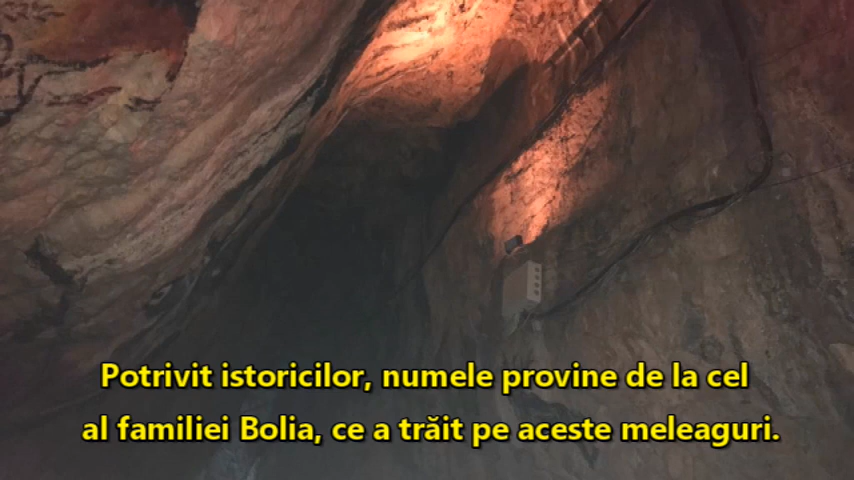 Potrivit istoricilor, numele provine de la cel
al familiei Bolia, ce a trăit pe aceste meleaguri.